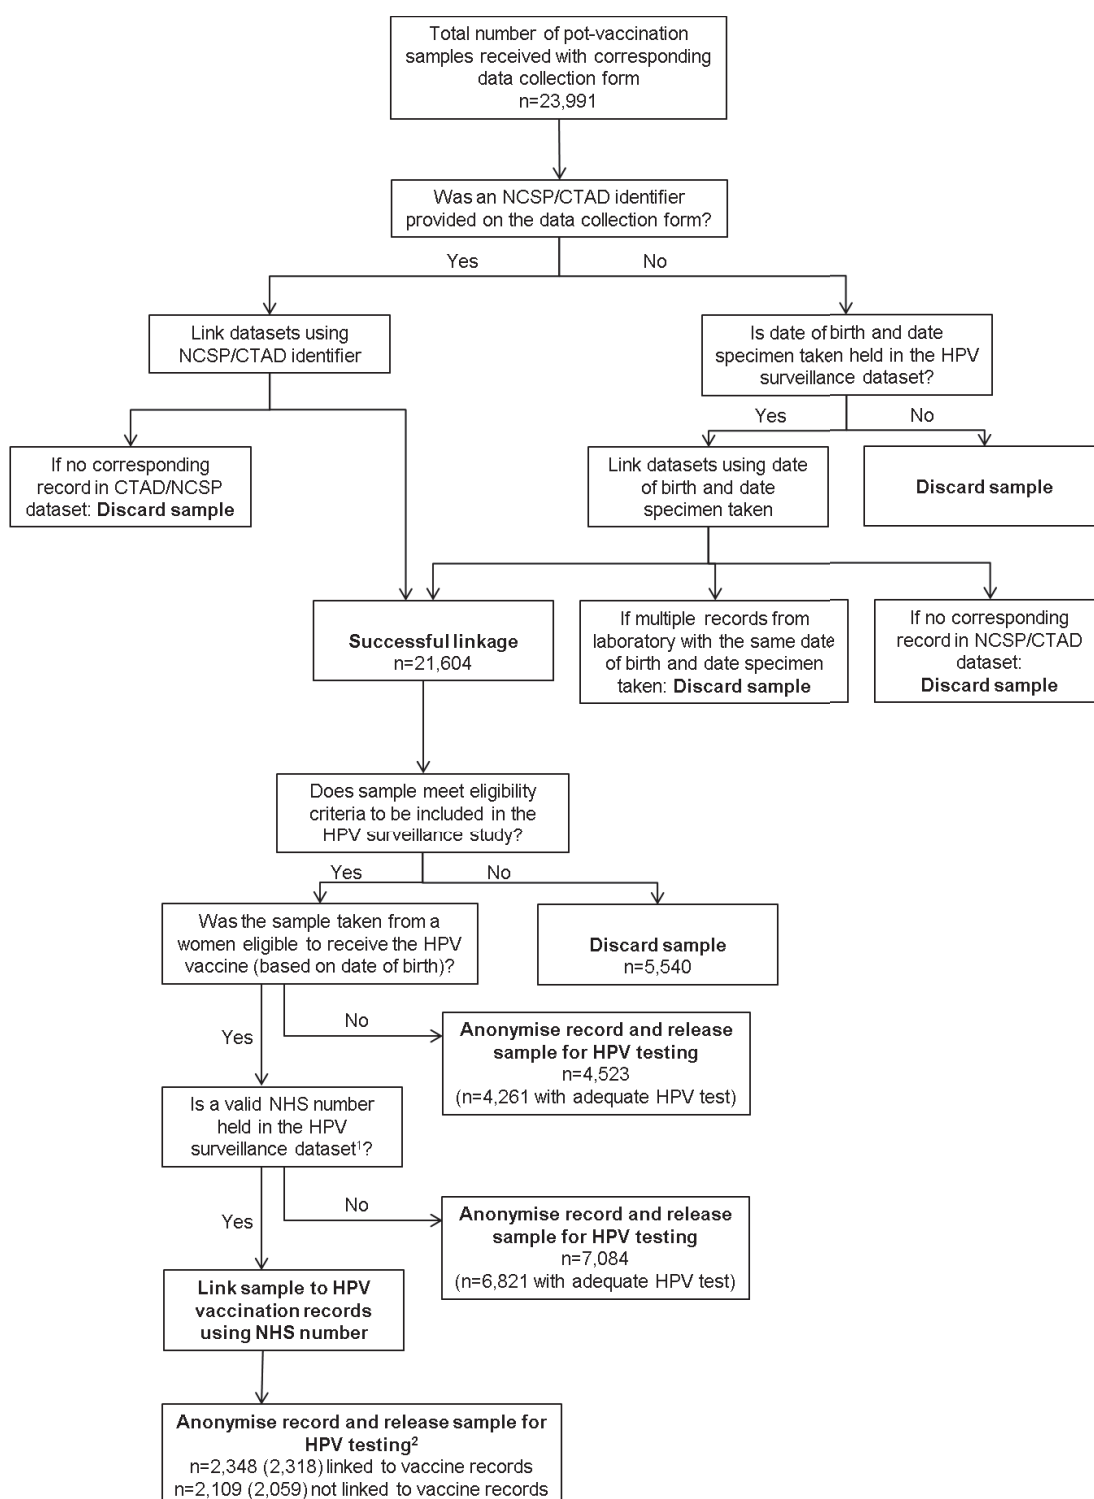 Total number of pot-vaccination
samples received with corresponding
data collection form
n=23,991
Was an NCSP/CTAD identifier
provided on the data collection form?
Yes
No
Link datasets using
NCSP/CTAD identifier
Is date of birth and date
specimen taken held in the HPV
surveillance dataset?
Yes
No
If no corresponding
record in CTAD/NCSP
dataset: Discard sample
Link datasets using date
of birth and date
specimen taken
Discard sample
Successful linkage
n=21,604
If multiple records from
laboratory with the same date
of birth and date specimen
taken: Discard sample
If no corresponding
record in NCSP/CTAD
dataset:
Discard sample
Does sample meet eligibility
criteria to be included in the
HPV surveillance study?
Yes
No
Was the sample taken from a
women eligible to receive the HPV
vaccine (based on date of birth)?
Discard sample
n=5,540
Yes
No
Anonymise record and release
sample for HPV testing
n=4,523
(n=4,261 with adequate HPV test)
Is a valid NHS number
held in the HPV
surveillance dataset¹?
Yes
No
Anonymise record and release
sample for HPV testing
n=7,084
(n=6,821 with adequate HPV test)
Link sample to HPV
vaccination records
using NHS number
Anonymise record and release sample for
HPV testing²
n=2,348 (2,318) linked to vaccine records
n=2,109 (2,059) not linked to vaccine records